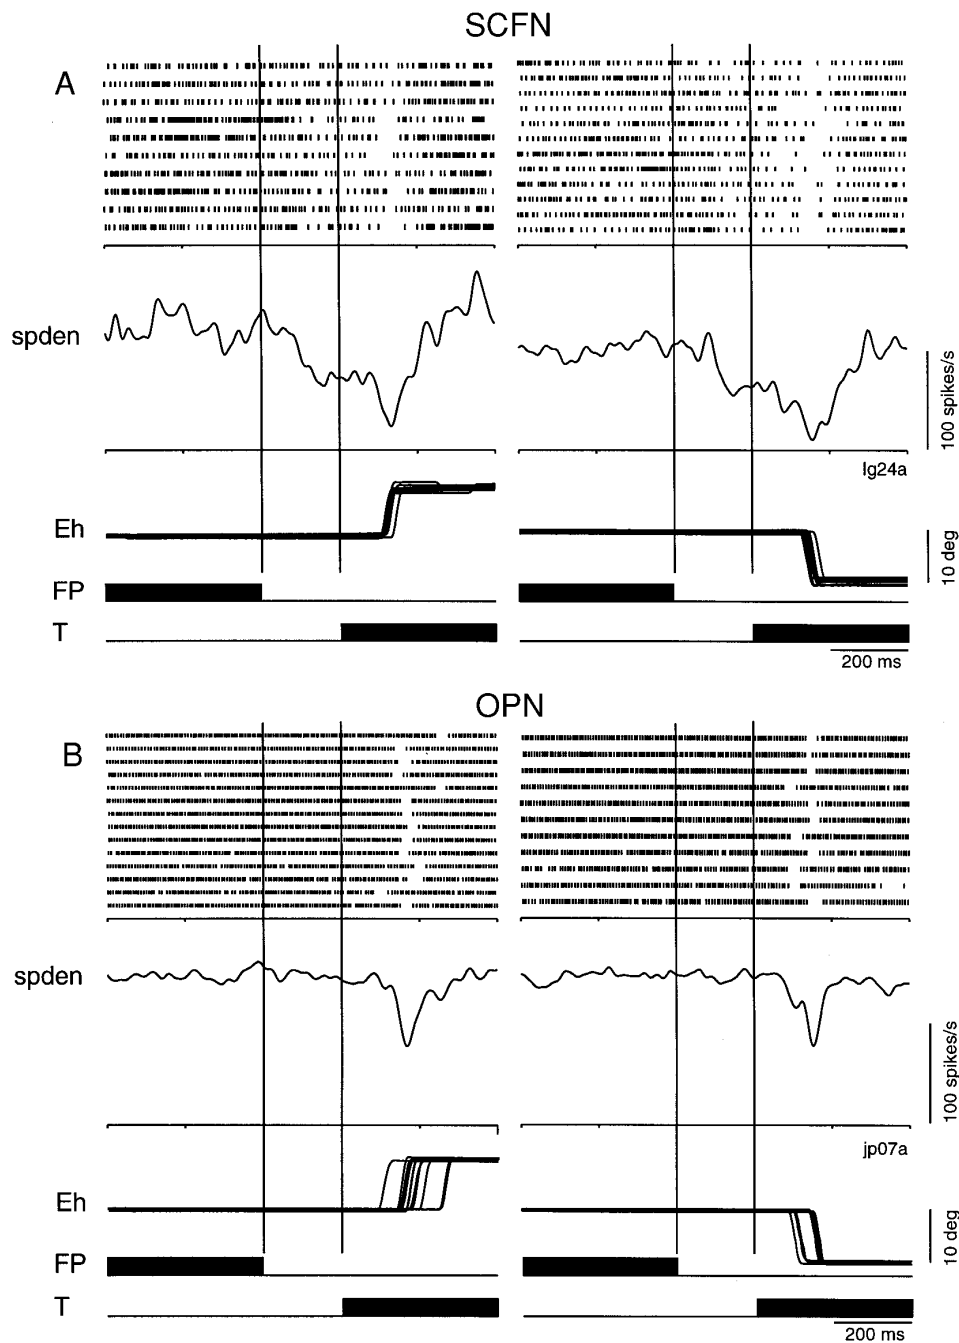 SCFN
A
spden
100 spikes/s
lg24a
Eh
10 deg
FP
T
200 ms
OPN
B
spden
100 spikes/s
jp07a
Eh
10 deg
FP
T
200 ms